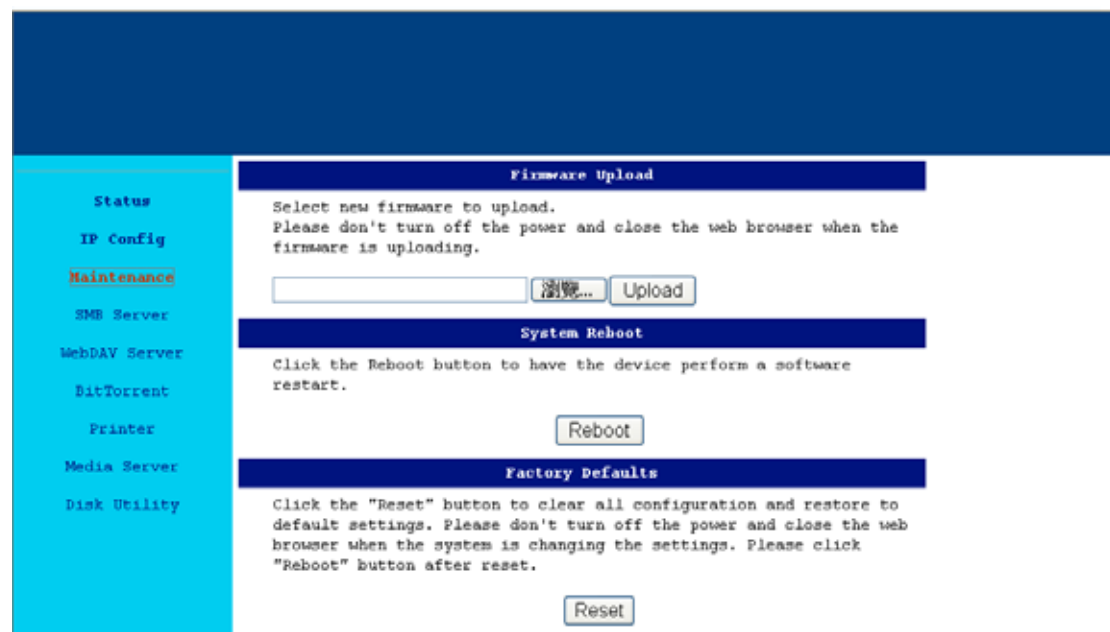 Status
IP Config
Maintenance
SMB Server
WebDAV Server
BitTorrent
Printer
Media Server
Disk Utility
Firmware Upload
Select new firmware to upload.
Please don't turn off the power and close the web browser when the
firmware is uploading.
瀏覽... Upload
System Reboot
Click the Reboot button to have the device perform a software
restart.
Reboot
Factory Defaults
Click the "Reset" button to clear all configuration and restore to
default settings. Please don't turn off the power and close the web
browser when the system is changing the settings. Please click
"Reboot" button after reset.
Reset